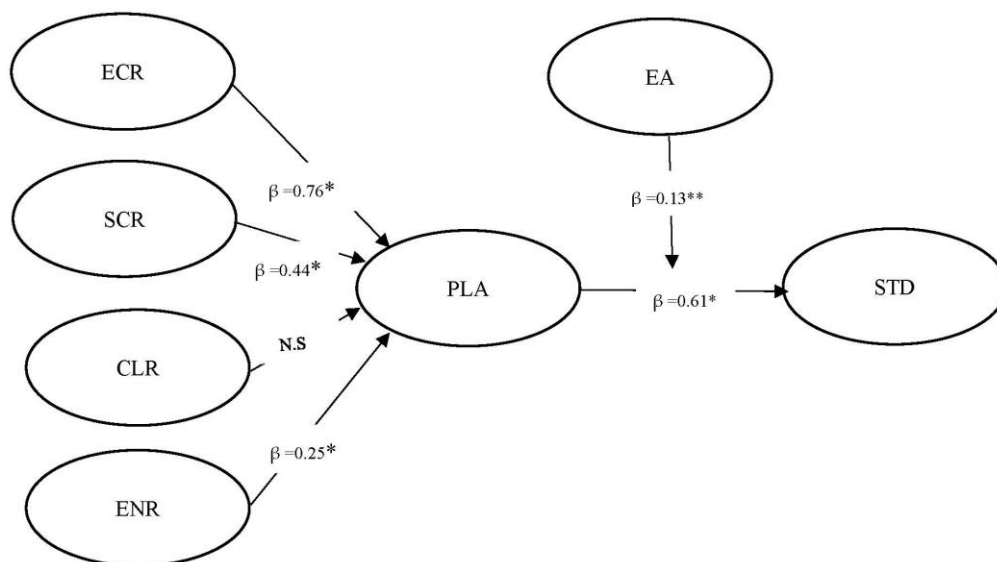 ECR
EA
β =0.76*
β =0.13**
SCR
β =0.44*
PLA
STD
β =0.61*
N.S
CLR
β =0.25*
ENR